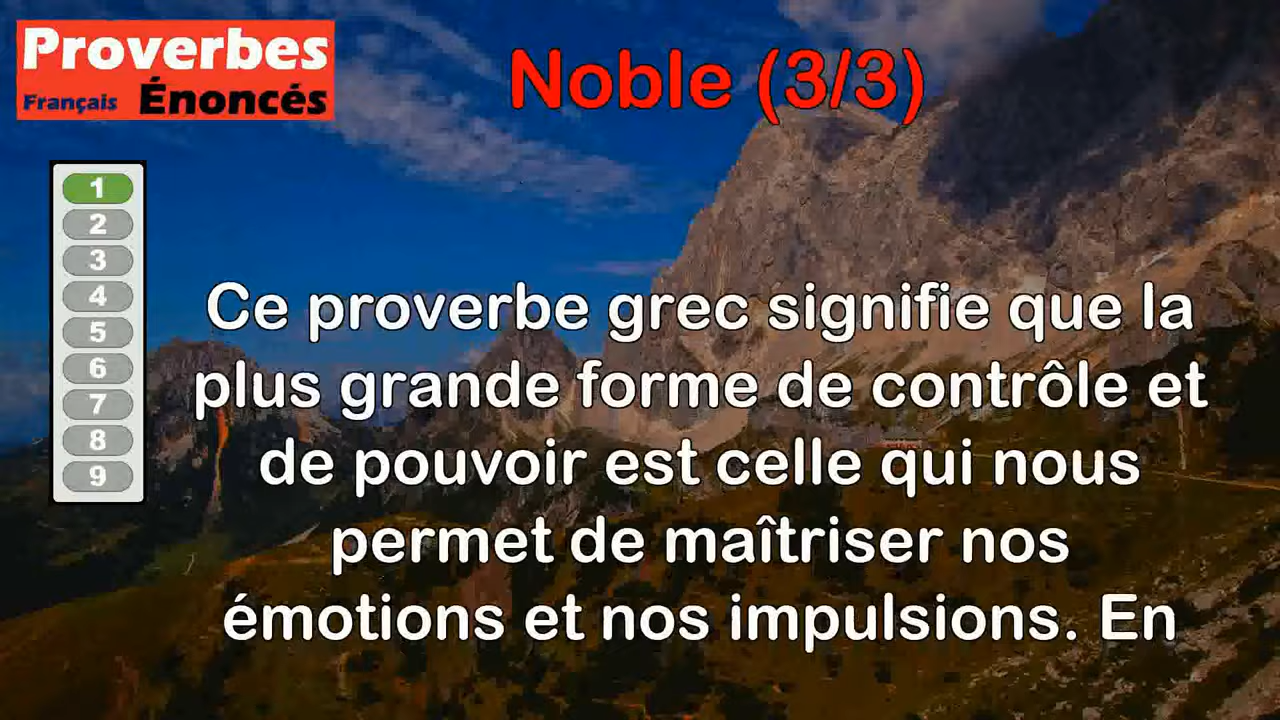 Proverbes
Français Énoncés
Noble (3/3)
1
2
3
4
5
6
7
8
9
Ce proverbe grec signifie que la
plus grande forme de contrôle et
de pouvoir est celle qui nous
permet de maîtriser nos
émotions et nos impulsions. En